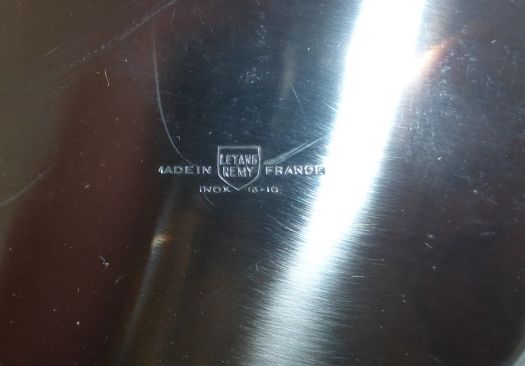 LETANG
REMY
MADE IN FRANCE
INOX 18-10